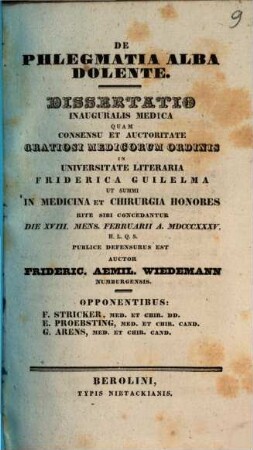 9
DE
PHLEGMATIA ALBA
DOLENTE.
DISSERTATIO
INAUGURALIS MEDICA
QUAM
CONSENSU ET AUCTORITATE
GRATIOSI MEDICORUM ORDINIS
IN
UNIVERSITATE LITERARIA
FRIDERICA GUILELMA
UT SUMMI
IN MEDICINA ET CHIRURGIA HONORES
RITE SIBI CONCEDANTUR
DIE XVIII. MENS. FEBRUARII A. MDCCCXXXV.
H. L. Q. S.
PUBLICE DEFENSURUS EST
AUCTOR
FRIDERIC. AEMIL. WIEDEMANN
NUMBURGENSIS.
OPPONENTIBUS:
F. STRICKER, MED. ET CHIR. DD.
E. PROEBSTING, MED. ET CHIR. CAND.
G. ARENS, MED. ET CHIR. CAND.
BEROLINI,
TYPIS NIETACKIANIS.